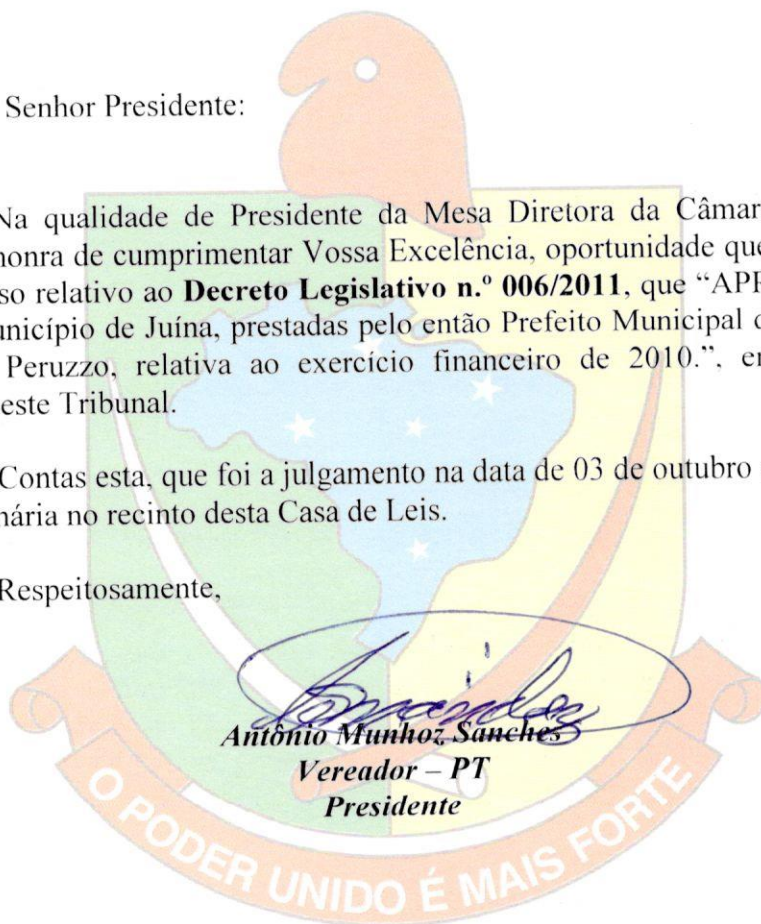 Senhor Presidente:
Na qualidade de Presidente da Mesa Diretora da Câmar
onra de cumprimentar Vossa Excelência, oportunidade que
so relativo ao Decreto Legislativo n.º 006/2011, que “APR
unicípio de Juína, prestadas pelo então Prefeito Municipal d
Peruzzo, relativa ao exercício financeiro de 2010.”, en
este Tribunal.
Contas esta, que foi a julgamento na data de 03 de outubro
nária no recinto desta Casa de Leis.
Respeitosamente,
Antônio Munhoz Sanches
Vereador – PT
Presidente
O PODER UNIDO É MAIS FORTE